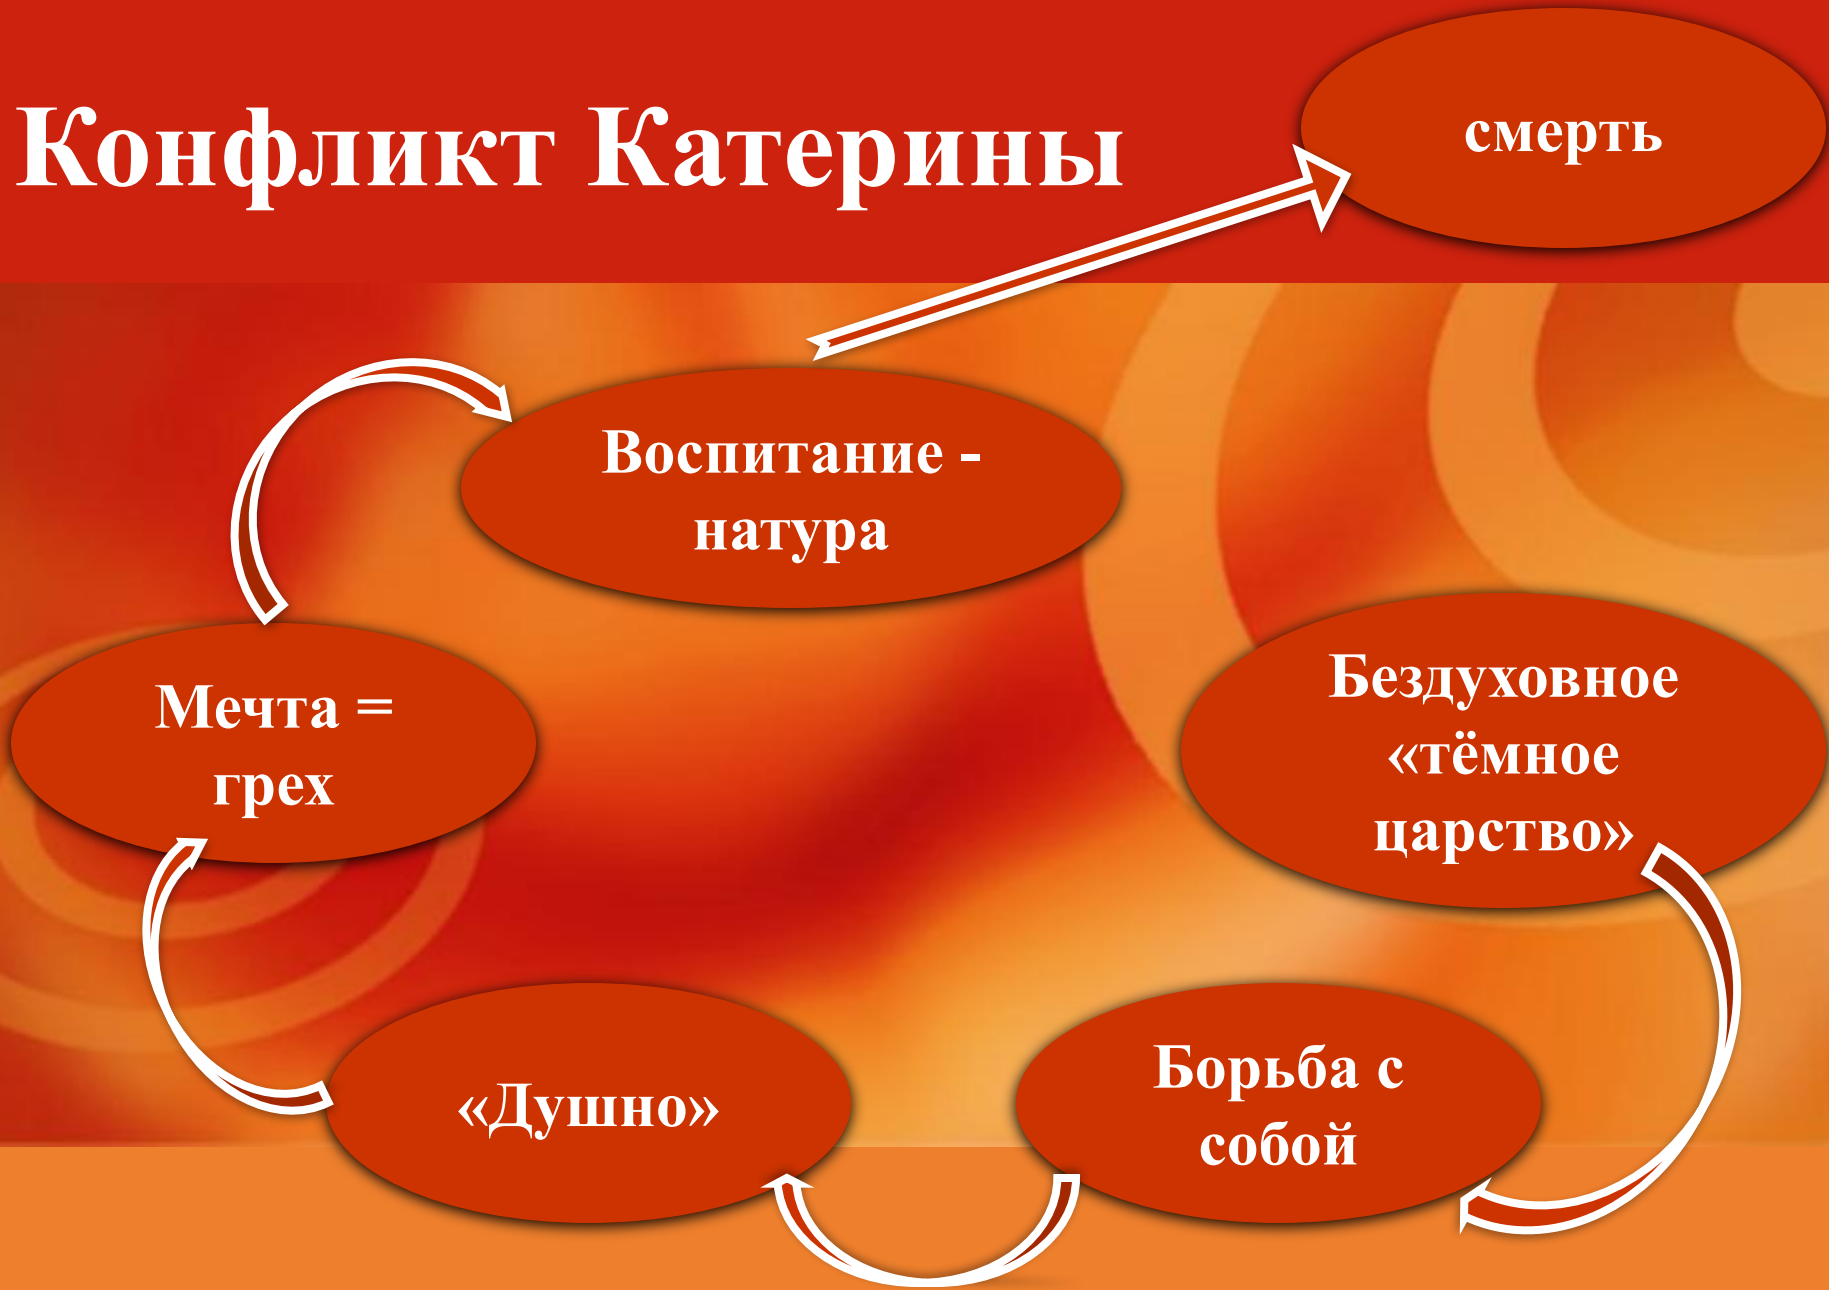 Конфликт Катерины
смерть
Воспитание -
натура
Мечта =
грех
Бездуховное
«тёмное
царство»
«Душно»
Борьба с
собой